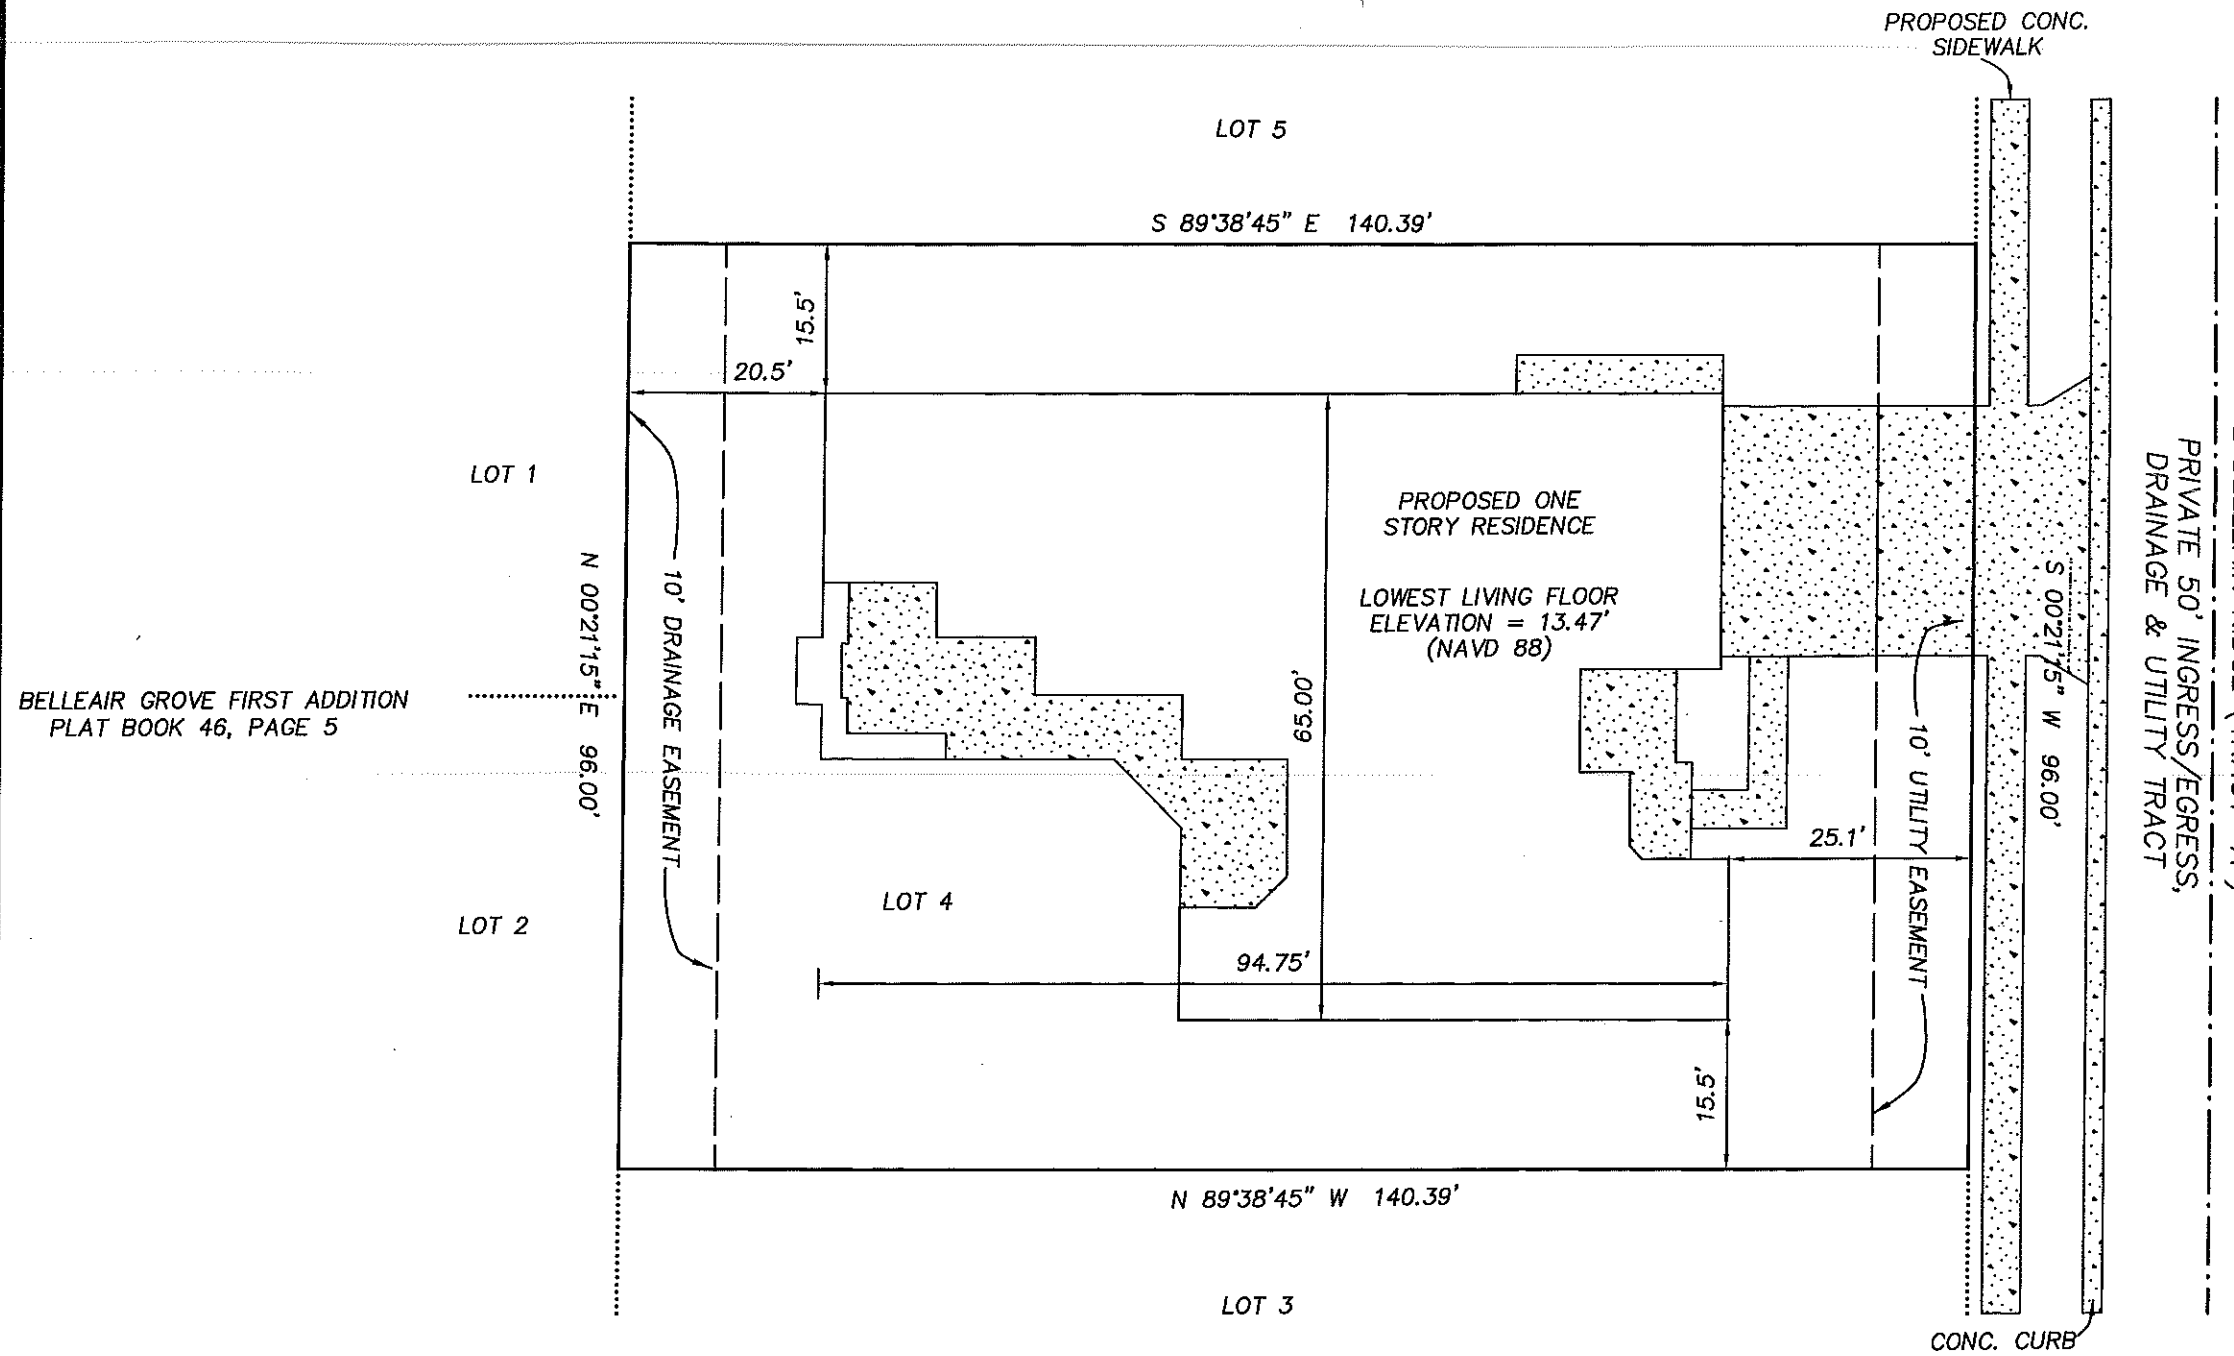 PROPOSED CONC.
SIDEWALK
LOT 5
S 89°38'45" E 140.39'
15.5'
20.5'
LOT 1
PROPOSED ONE
STORY RESIDENCE
LOWEST LIVING FLOOR
ELEVATION = 13.47'
(NAVD 88)
PRIVATE 50' INGRESS/EGRESS,
DRAINAGE & UTILITY TRACT
N 00°21'15" E 96.00'
10' DRAINAGE EASEMENT
65.00'
S 00°21'15" W 96.00'
10' UTILITY EASEMENT
BELLEAIR GROVE FIRST ADDITION
PLAT BOOK 46, PAGE 5
25.1'
LOT 4
LOT 2
94.75'
15.5'
N 89°38'45" W 140.39'
LOT 3
CONC. CURB